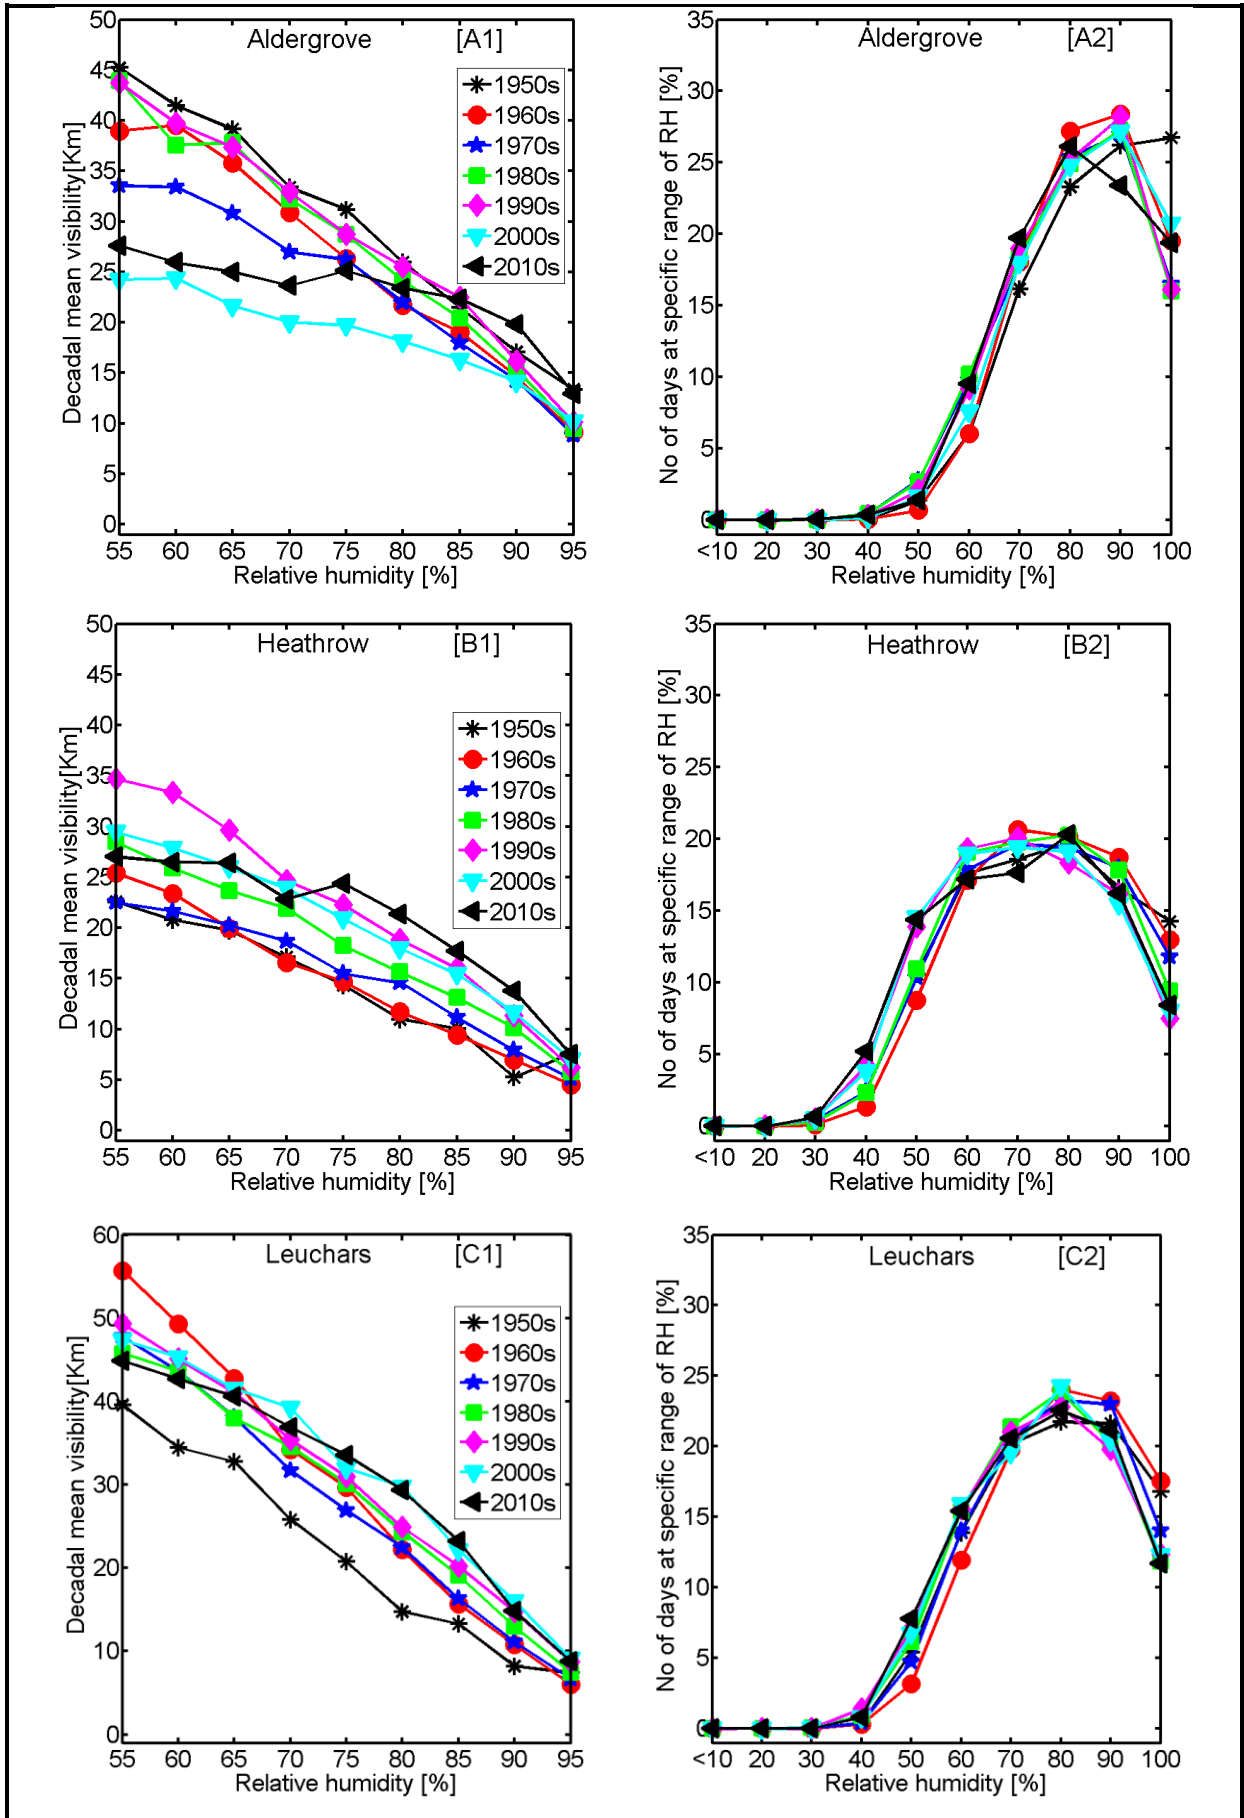 Aldergrove [A1]
50
45
40
35
30
25
20
15
10
5
0
Decadal mean visibility[Km]
1950s
1960s
1970s
1980s
1990s
2000s
2010s
55 60 65 70 75 80 85 90 95
Relative humidity [%]
Aldergrove [A2]
35
30
25
20
15
10
5
0
No of days at specific range of RH [%]
<10 20 30 40 50 60 70 80 90 100
Relative humidity [%]
Heathrow [B1]
50
45
40
35
30
25
20
15
10
5
0
Decadal mean visibility[Km]
1950s
1960s
1970s
1980s
1990s
2000s
2010s
55 60 65 70 75 80 85 90 95
Relative humidity [%]
Heathrow [B2]
35
30
25
20
15
10
5
0
No of days at specific range of RH [%]
<10 20 30 40 50 60 70 80 90 100
Relative humidity [%]
Leuchars [C1]
60
50
40
30
20
10
0
Decadal mean visibility[Km]
1950s
1960s
1970s
1980s
1990s
2000s
2010s
55 60 65 70 75 80 85 90 95
Relative humidity [%]
Leuchars [C2]
35
30
25
20
15
10
5
0
No of days at specific range of RH [%]
<10 20 30 40 50 60 70 80 90 100
Relative humidity [%]